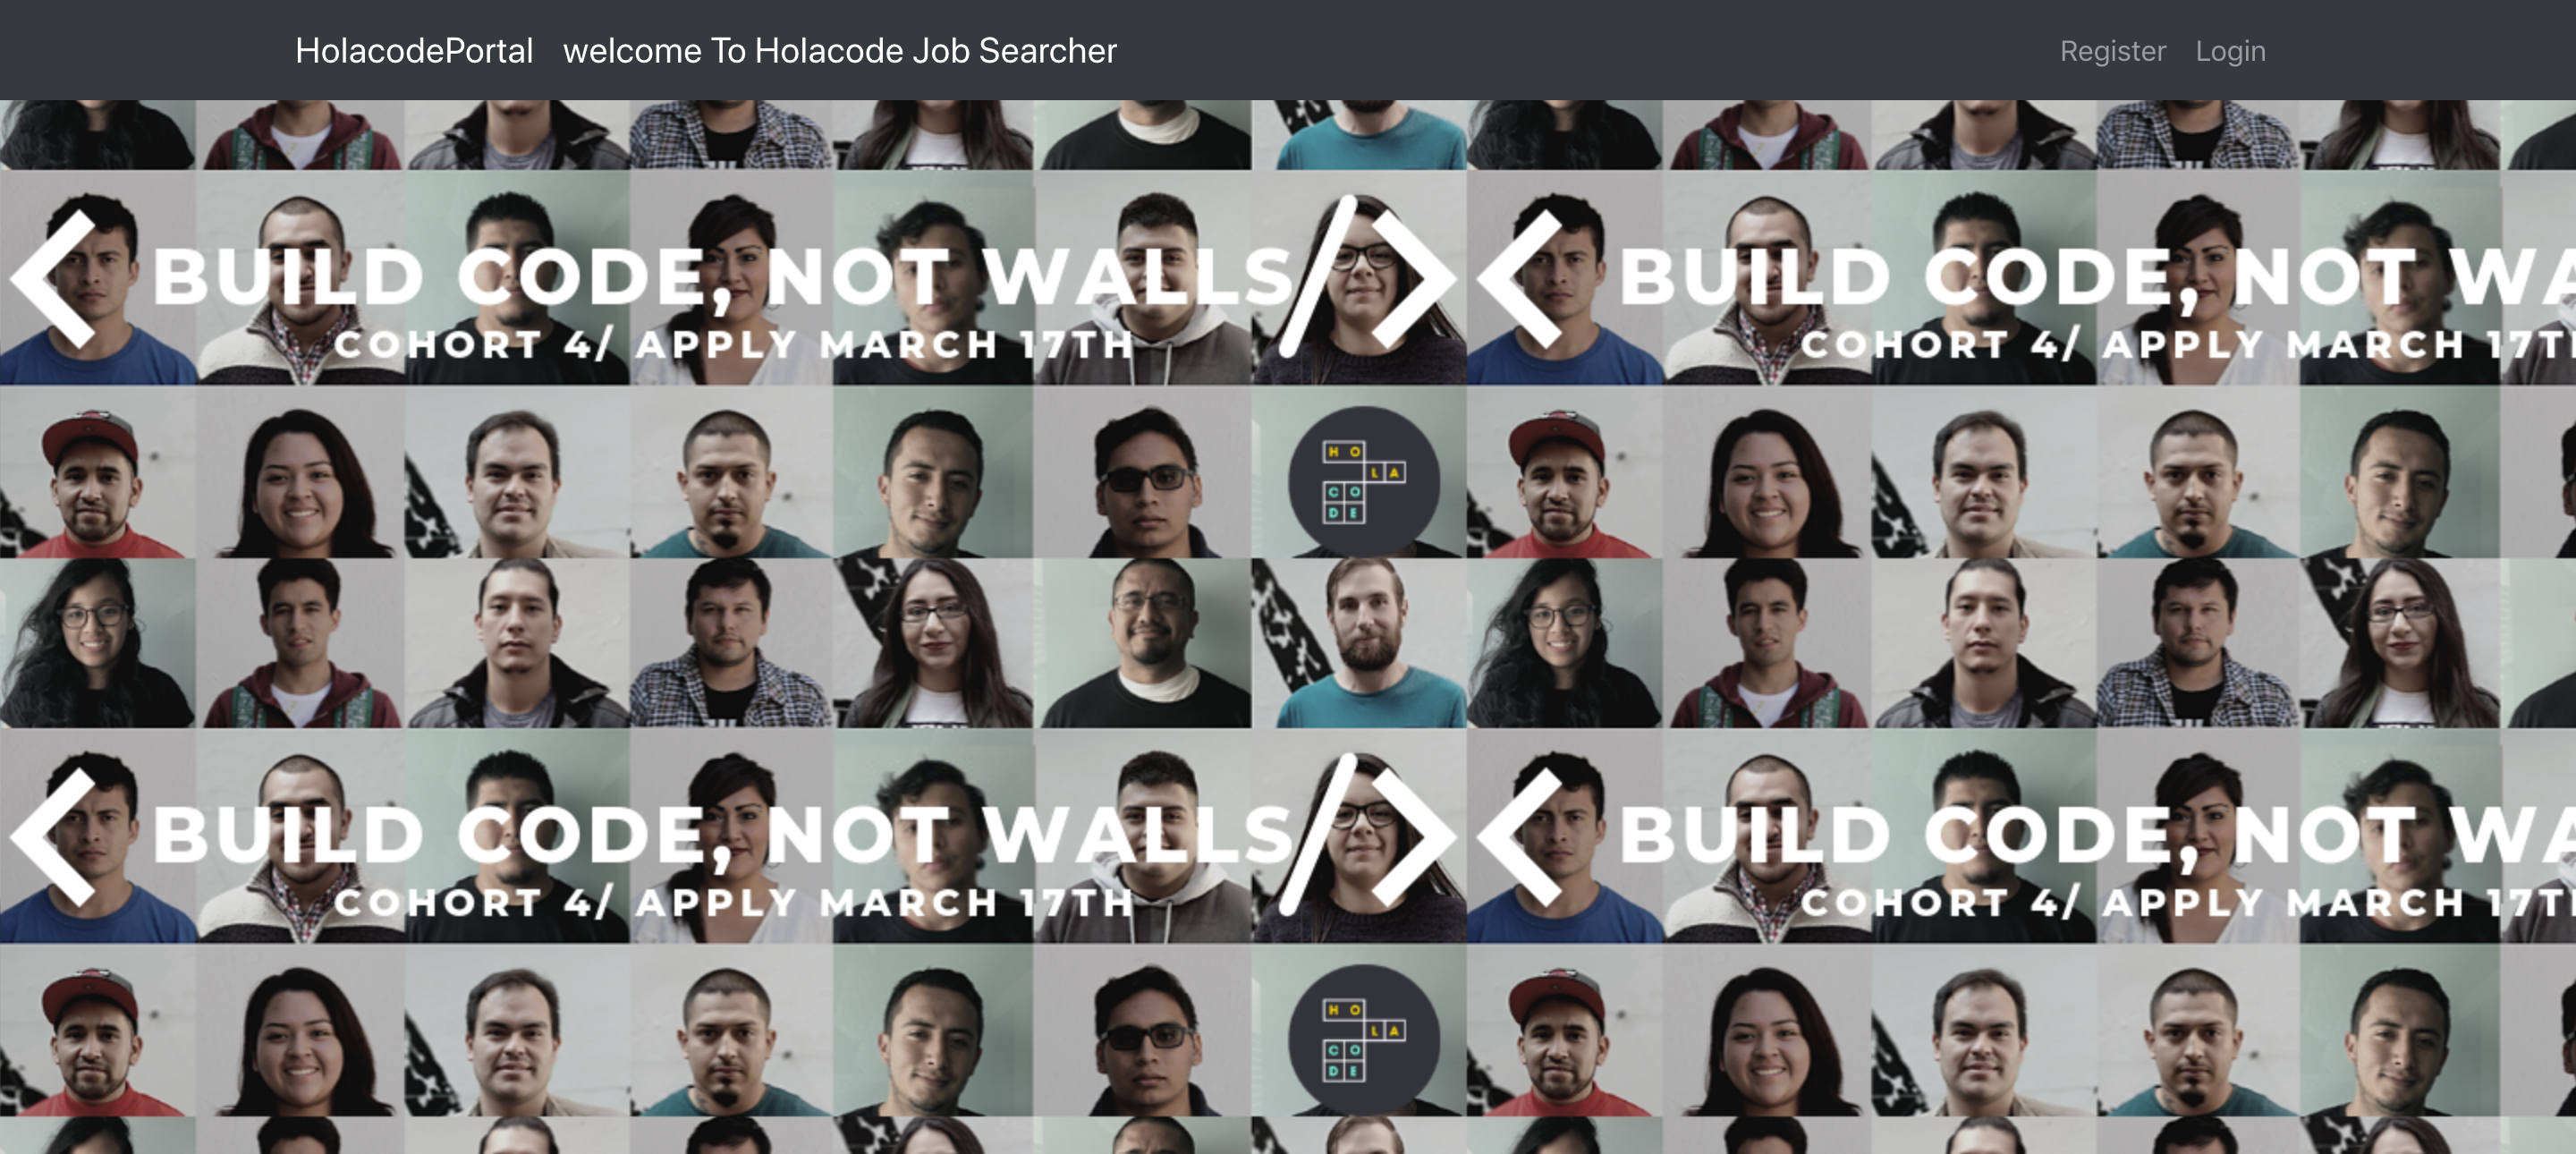 HolacodePortal welcome To Holacode Job Searcher Register Login
< BUILD CODE, NOT WALLS/> < BUILD CODE, NOT WA
COHORT 4/ APPLY MARCH 17TH COHORT 4/ APPLY MARCH 17T
HO
LA
CO
DE
< BUILD CODE, NOT WALLS/> < BUILD CODE, NOT WA
COHORT 4/ APPLY MARCH 17TH COHORT 4/ APPLY MARCH 17T
HO
LA
CO
DE